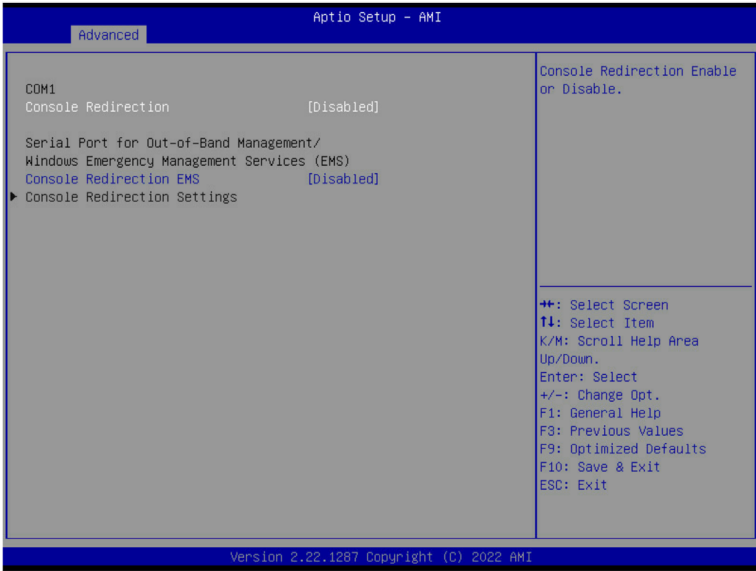 Aptio Setup – AMI
Advanced
COM1
Console Redirection [Disabled]
Serial Port for Out-of-Band Management/
Windows Emergency Management Services (EMS)
Console Redirection EMS [Disabled]
▶ Console Redirection Settings
Console Redirection Enable
or Disable.
→←: Select Screen
↑↓: Select Item
K/M: Scroll Help Area
Up/Down.
Enter: Select
+/-: Change Opt.
F1: General Help
F3: Previous Values
F9: Optimized Defaults
F10: Save & Exit
ESC: Exit
Version 2.22.1287 Copyright (C) 2022 AMI